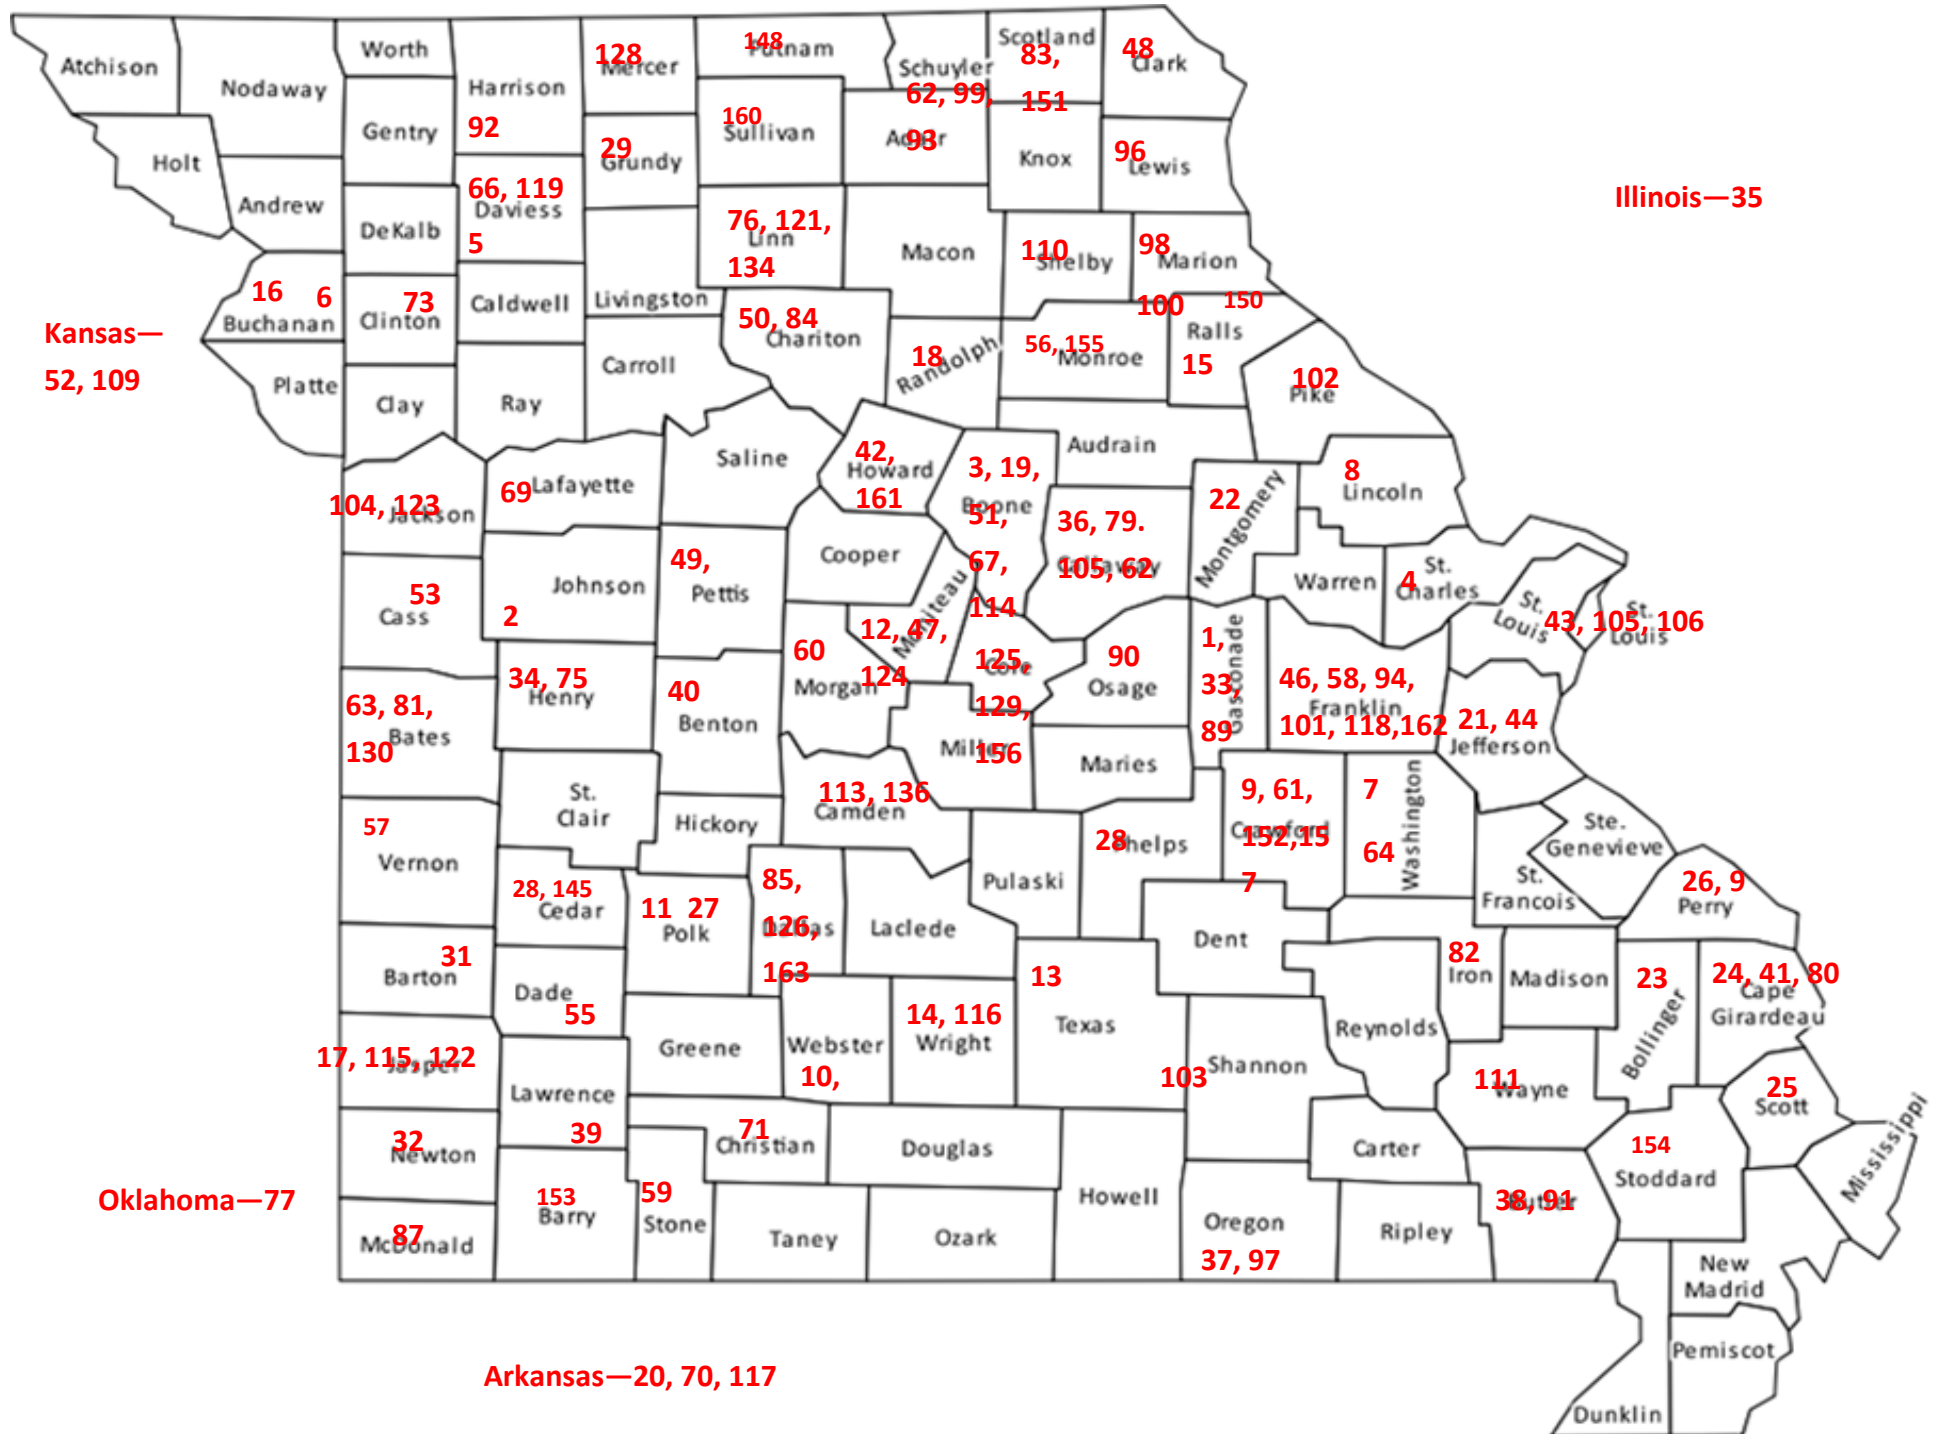 Atchison
Nodaway
Worth
Harrison
92
128
Mercer
148
Putnam
Schuyler
62, 99,
93
Adair
Scotland
83,
151
48
Clark
Holt
Gentry
29
Grundy
160
Sullivan
Knox
96
Lewis
Illinois—35
Andrew
DeKalb
66, 119
Daviess
5
76, 121,
Linn
134
Macon
110
Shelby
98
Marion
100
150
Ralls
15
16 6
Buchanan
73
Clinton
Caldwell
Livingston
50, 84
Chariton
18
Randolph
56, 155
Monroe
102
Pike
Kansas—
52, 109
Platte
Clay
Ray
Carroll
Saline
42,
Howard
161
3, 19,
Boone
51,
67,
114
Audrain
36, 79.
Callaway
105, 62
22
Montgomery
8
Lincoln
104, 123
Jackson
69
Lafayette
Cooper
Warren
4
St.
Charles
St.
Louis
43, 105, 106
St.
Louis
53
Cass
Johnson
2
49,
Pettis
60
Morgan
12, 47,
124
Moniteau
125,
Cole
129,
156
Miller
90
Osage
1,
33,
89
Gasconade
46, 58, 94,
Franklin
101, 118,162
21, 44
Jefferson
63, 81,
Bates
130
34, 75
Henry
40
Benton
113, 136
Camden
Maries
9, 61,
Crawford
152,15
7
7
64
Washington
57
Vernon
St.
Clair
Hickory
Pulaski
28
Phelps
Ste.
Genevieve
St.
Francois
26, 9
Perry
28, 145
Cedar
11 27
Polk
85,
Dallas
126,
163
Laclede
Dent
82
Iron
Madison
23
Bollinger
24, 41, 80
Cape
Girardeau
31
Barton
Dade
55
Greene
Webster
10,
14, 116
Wright
13
Texas
103
Shannon
Reynolds
111
Wayne
25
Scott
Mississippi
17, 115, 122
Jasper
Lawrence
39
71
Christian
Douglas
Howell
Carter
154
Stoddard
32
Newton
Oklahoma—77
87
McDonald
153
Barry
59
Stone
Taney
Ozark
Oregon
37, 97
Ripley
38, 91
Butler
New
Madrid
Pemiscot
Dunklin
Arkansas—20, 70, 117